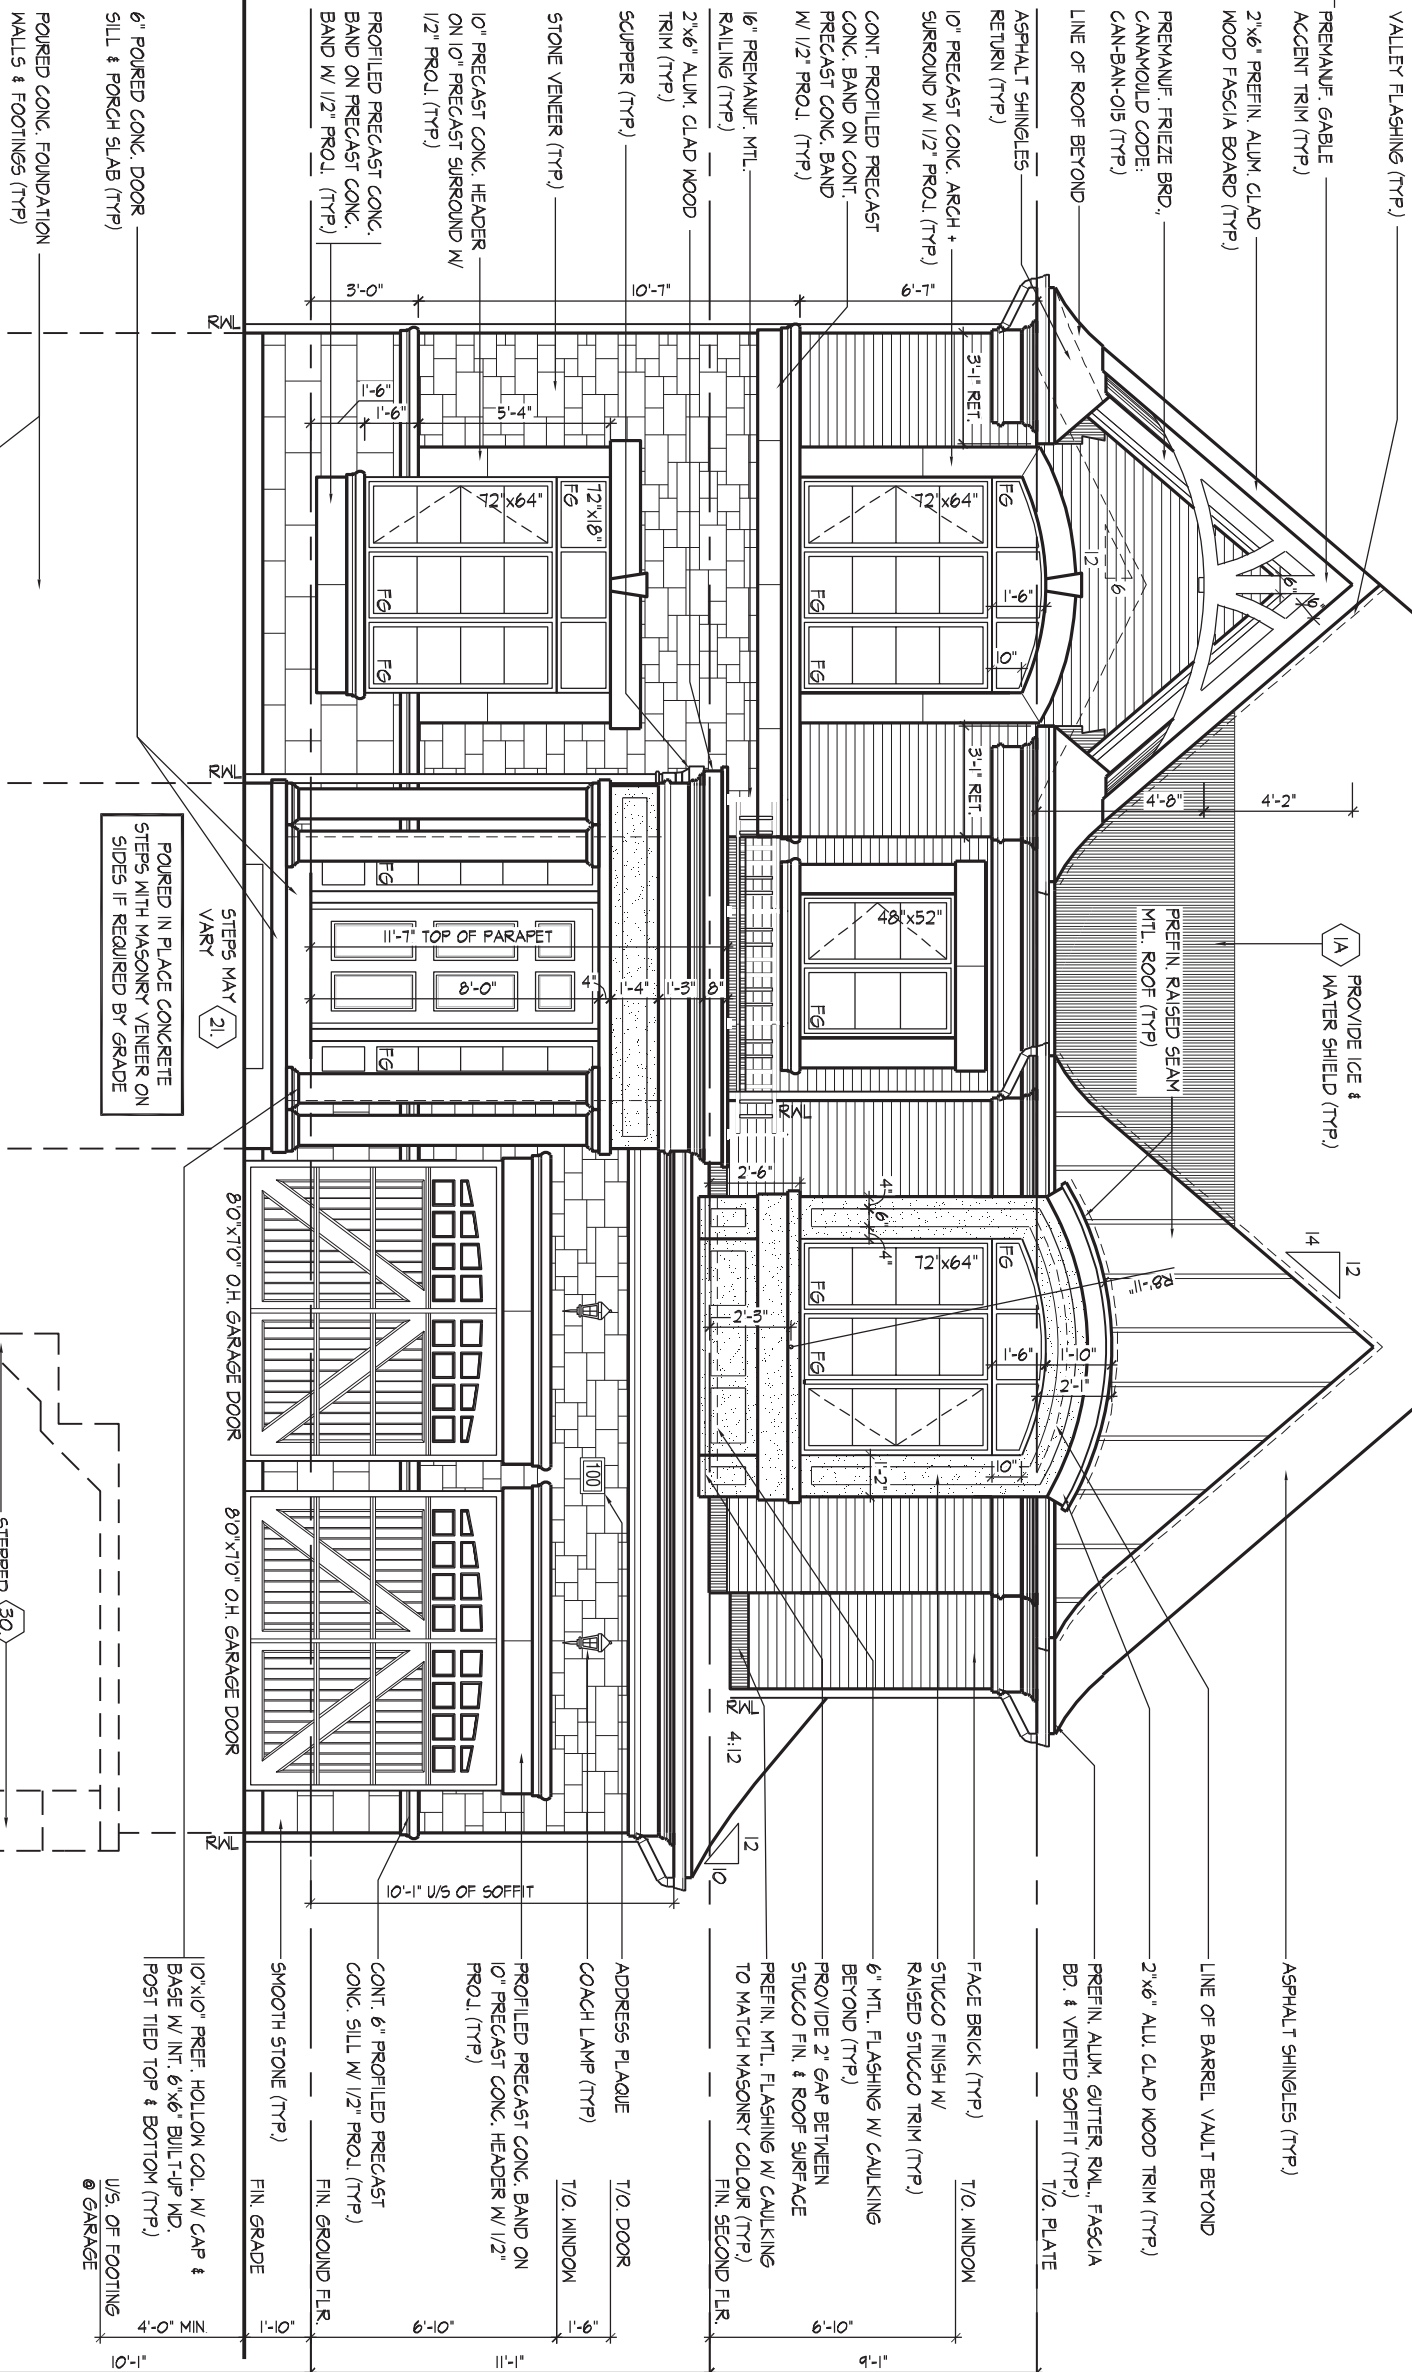 VALLEY FLASHING (TYP.)
PREMANUF. GABLE
ACCENT TRIM (TYP.)
2"x6" PREFIN. ALUM. CLAD
WOOD FASCIA BOARD (TYP.)
PREMANUF. FRIEZE BRD.,
CANAMOULD CODE:
CAN-BAN-015 (TYP.)
LINE OF ROOF BEYOND
ASPHALT SHINGLES
RETURN (TYP.)
10" PRECAST CONC. ARCH +
SURROUND W/ 1/2" PROJ. (TYP.)
CONT. PROFILED PRECAST
CONC. BAND ON CONT.
PRECAST CONC. BAND
W/ 1/2" PROJ. (TYP.)
16" PREMANUF. MTL.
RAILING (TYP.)
2"x6" ALUM. CLAD WOOD
TRIM (TYP.)
SCUPPER (TYP.)
STONE VENEER (TYP.)
10" PRECAST CONC. HEADER
ON 10" PRECAST SURROUND W/
1/2" PROJ. (TYP.)
PROFILED PRECAST CONC.
BAND ON PRECAST CONC.
BAND W/ 1/2" PROJ. (TYP.)
6" POURED CONC. DOOR
SILL & PORCH SLAB (TYP)
POURED CONC. FOUNDATION
WALLS & FOOTINGS (TYP)
6'-7"
10'-7"
3'-0"
6"
6"
12
6
3'-1" RET.
3'-1" RET.
FG
72"x64"
FG
FG
1'-6"
10"
72"x18"
FG
72"x64"
FG
FG
5'-4"
1'-6"
1'-6"
RWL
RWL
4'-2"
4'-8"
1A
PROVIDE ICE &
WATER SHIELD (TYP.)
PREFIN. RAISED SEAM
MTL. ROOF (TYP)
48"x52"
FG
RWL
8"
1'-3"
1'-4"
4"
8'-0"
11'-7" TOP OF PARAPET
FG
FG
STEPS MAY
VARY
21.
POURED IN PLACE CONCRETE
STEPS WITH MASONRY VENEER ON
SIDES IF REQUIRED BY GRADE
12
14
R8'-11"
1'-10"
2'-1"
1'-6"
10"
FG
72"x64"
FG
FG
4"
6"
4"
1'-2"
2'-6"
2'-3"
100
8'0"x7'0" O.H. GARAGE DOOR
8'0"x7'0" O.H. GARAGE DOOR
RWL
4:12
12
10
RWL
10'-1" U/S OF SOFFIT
STEPPED
30.
ASPHALT SHINGLES (TYP.)
LINE OF BARREL VAULT BEYOND
2"x6" ALU. CLAD WOOD TRIM (TYP.)
PREFIN. ALUM. GUTTER, RWL, FASCIA
BD. & VENTED SOFFIT (TYP.)
T/O. PLATE
FACE BRICK (TYP.)
T/O. WINDOW
STUCCO FINISH W/
RAISED STUCCO TRIM (TYP.)
6" MTL. FLASHING W/ CAULKING
BEYOND (TYP.)
PROVIDE 2" GAP BETWEEN
STUCCO FIN. & ROOF SURFACE
PREFIN. MTL. FLASHING W/ CAULKING
TO MATCH MASONRY COLOUR (TYP.)
FIN. SECOND FLR.
ADDRESS PLAQUE
T/O. DOOR
COACH LAMP (TYP)
T/O. WINDOW
PROFILED PRECAST CONC. BAND ON
10" PRECAST CONC. HEADER W/ 1/2"
PROJ. (TYP.)
CONT. 6" PROFILED PRECAST
CONC. SILL W/ 1/2" PROJ. (TYP.)
FIN. GROUND FLR.
SMOOTH STONE (TYP.)
FIN. GRADE
10"x10" PREF. HOLLOW COL. W/ CAP &
BASE W/ INT. 6"x6" BUILT-UP WD.
POST TIED TOP & BOTTOM (TYP.)
U/S. OF FOOTING
@ GARAGE
6'-10"
9'-1"
1'-6"
6'-10"
11'-1"
1'-10"
4'-0" MIN.
10'-1"